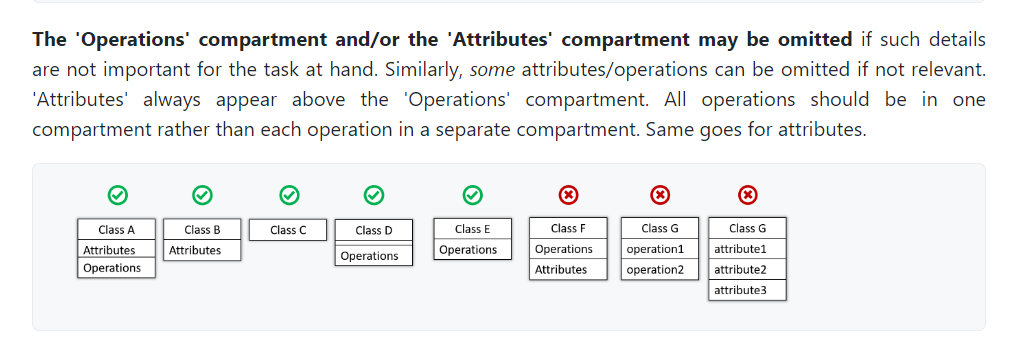 The 'Operations' compartment and/or the 'Attributes' compartment may be omitted if such details
are not important for the task at hand. Similarly, some attributes/operations can be omitted if not relevant.
'Attributes' always appear above the 'Operations' compartment. All operations should be in one
compartment rather than each operation in a separate compartment. Same goes for attributes.
Class A
Attributes
Operations
Class B
Attributes
Class C
Class D
Operations
Class E
Operations
Class F
Operations
Attributes
Class G
operation1
operation2
Class G
attribute1
attribute2
attribute3